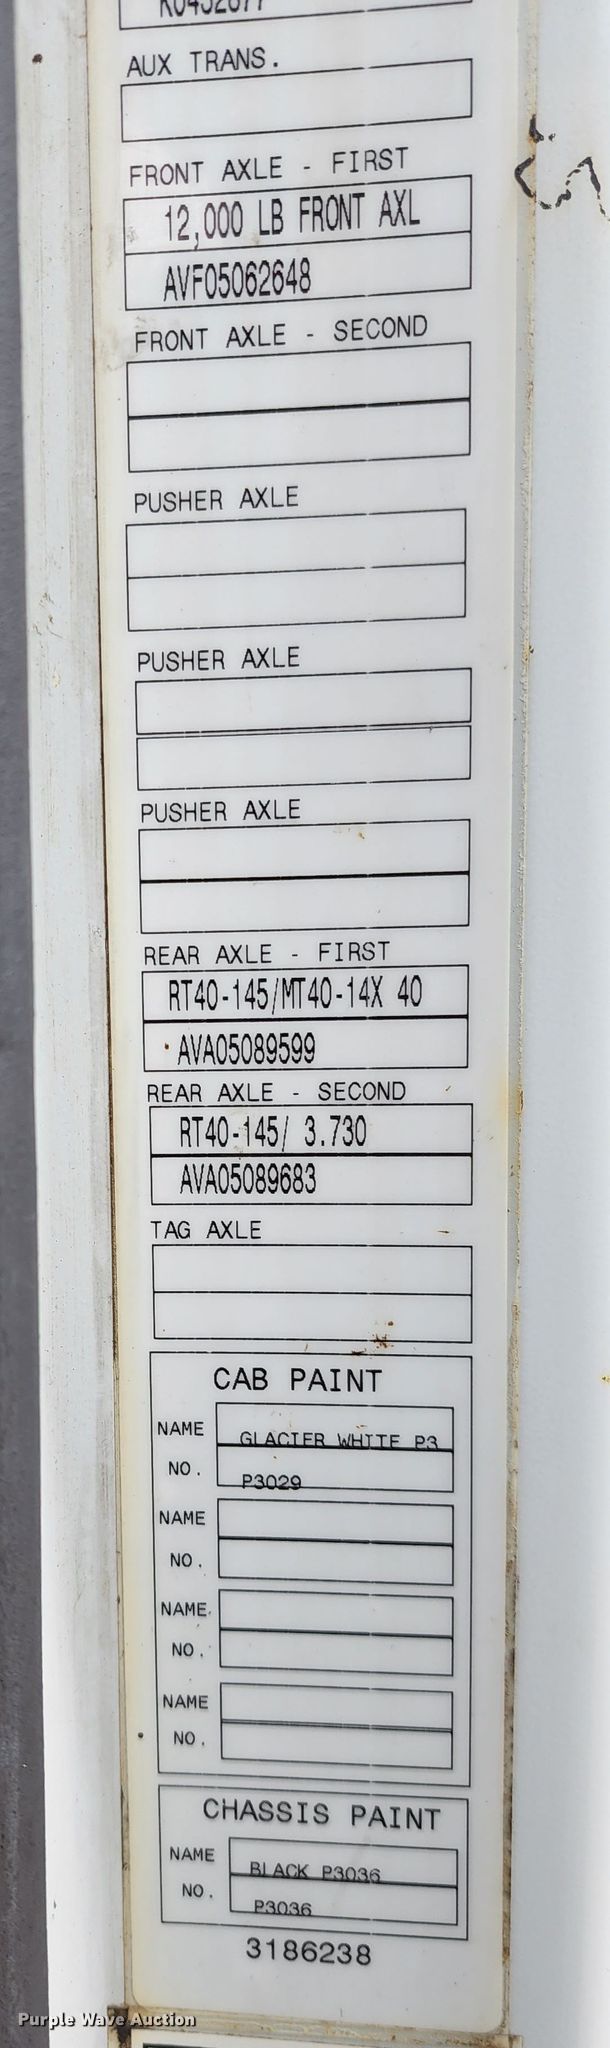 K0432877
AUX TRANS.
FRONT AXLE - FIRST
12,000 LB FRONT AXL
AVF05062648
FRONT AXLE - SECOND
PUSHER AXLE
PUSHER AXLE
PUSHER AXLE
REAR AXLE - FIRST
RT40-145/MT40-14X 40
AVA05089599
REAR AXLE - SECOND
RT40-145/ 3.730
AVA05089683
TAG AXLE
CAB PAINT
NAME GLACIER WHITE P3
NO. P3029
NAME
NO.
NAME
NO.
NAME
NO.
CHASSIS PAINT
NAME BLACK P3036
NO. P3036
3186238
Purple Wave Auction